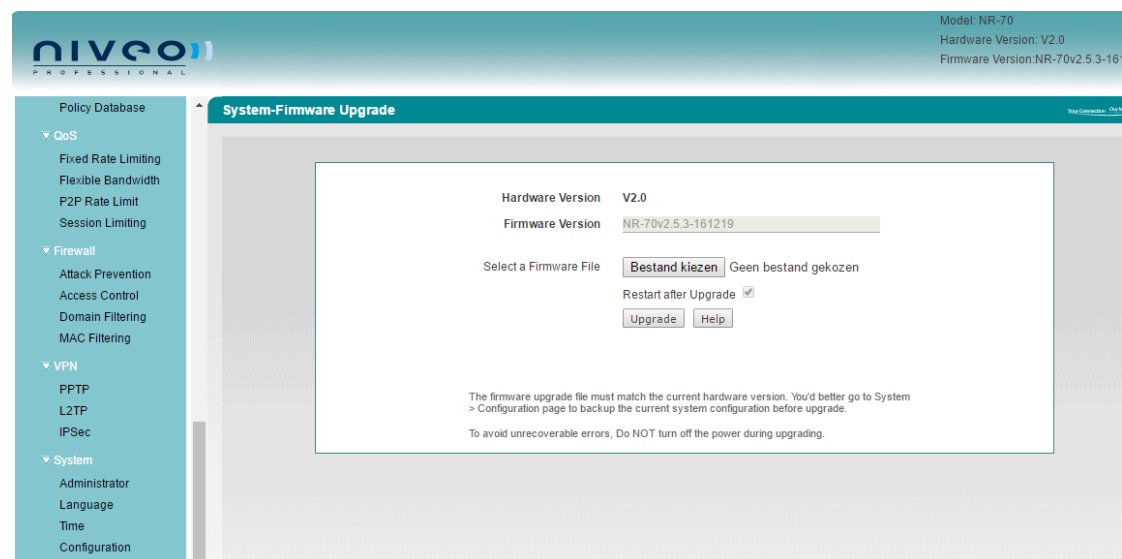 Model: NR-70
Hardware Version: V2.0
Firmware Version:NR-70v2.5.3-161
niveo
PROFESSIONAL
Policy Database
QoS
Fixed Rate Limiting
Flexible Bandwidth
P2P Rate Limit
Session Limiting
Firewall
Attack Prevention
Access Control
Domain Filtering
MAC Filtering
VPN
PPTP
L2TP
IPSec
System
Administrator
Language
Time
Configuration
System-Firmware Upgrade
Your Connection
Hardware Version V2.0
Firmware Version NR-70v2.5.3-161219
Select a Firmware File Bestand kiezen Geen bestand gekozen
Restart after Upgrade
Upgrade Help
The firmware upgrade file must match the current hardware version. You'd better go to System
> Configuration page to backup the current system configuration before upgrade.
To avoid unrecoverable errors, Do NOT turn off the power during upgrading.